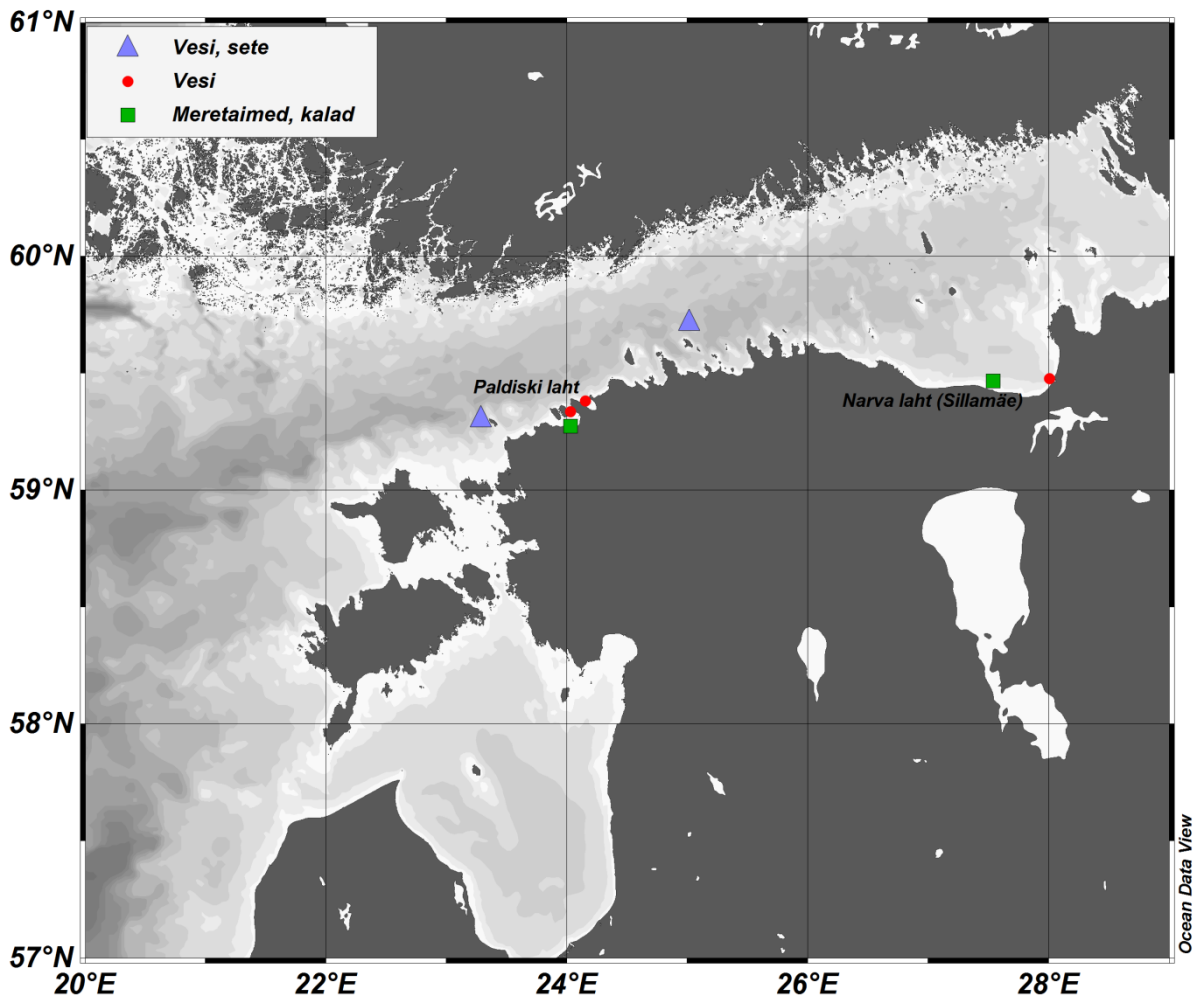 61°N
Vesi, sete
Vesi
Meretaimed, kalad
60°N
Paldiski laht
Narva laht (Sillamäe)
59°N
58°N
Ocean Data View
57°N
20°E 22°E 24°E 26°E 28°E